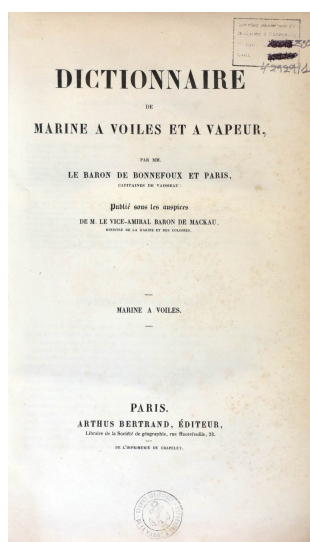 DICTIONNAIRE
DE
MARINE A VOILES ET A VAPEUR,
PAR MM.
LE BARON DE BONNEFOUX ET PARIS,
CAPITAINES DE VAISSEAU
Publié sous les auspices
DE M. LE VICE-AMIRAL BARON DE MACKAU,
MINISTRE DE LA MARINE ET DES COLONIES.
MARINE A VOILES.
PARIS.
ARTHUS BERTRAND, ÉDITEUR,
Libraire de la Société de géographie, rue Hautefeuille, 23.
DE L'IMPRIMERIE DE CRAPELET.